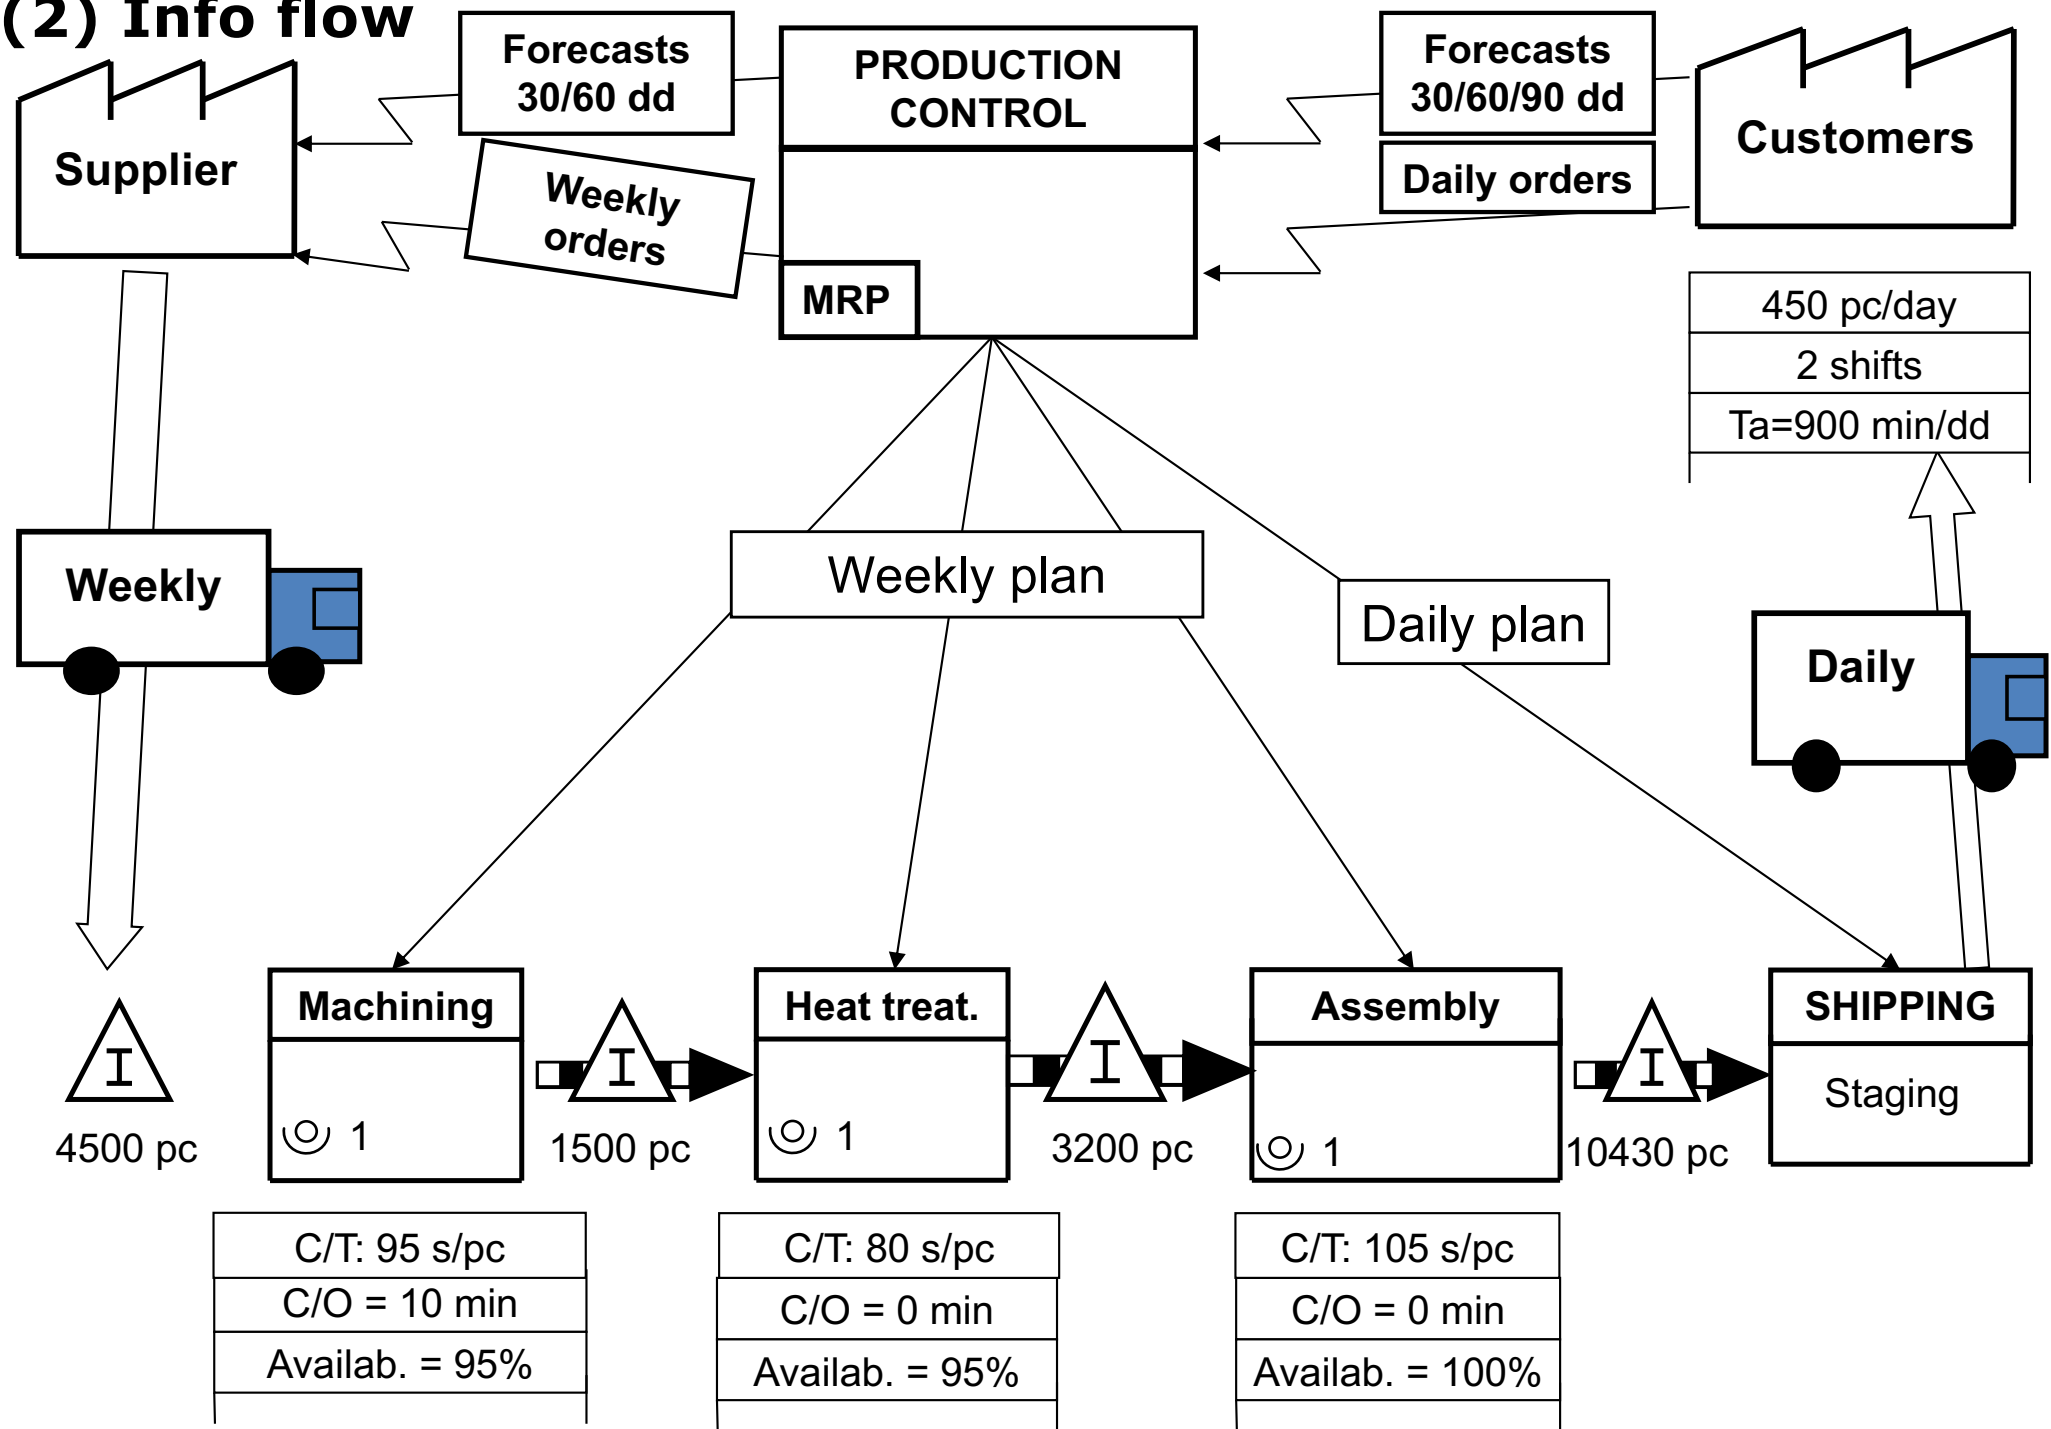 (2) Info flow
Forecasts
30/60 dd
PRODUCTION
CONTROL
Forecasts
30/60/90 dd
Customers
Supplier
Weekly
orders
Daily orders
MRP
450 pc/day
2 shifts
Ta=900 min/dd
Weekly
Weekly plan
Daily plan
Daily
Machining
Heat treat.
Assembly
SHIPPING
I
I
I
I
Staging
1
1
1
4500 pc
1500 pc
3200 pc
10430 pc
C/T: 95 s/pc
C/O = 10 min
Availab. = 95%
C/T: 80 s/pc
C/O = 0 min
Availab. = 95%
C/T: 105 s/pc
C/O = 0 min
Availab. = 100%